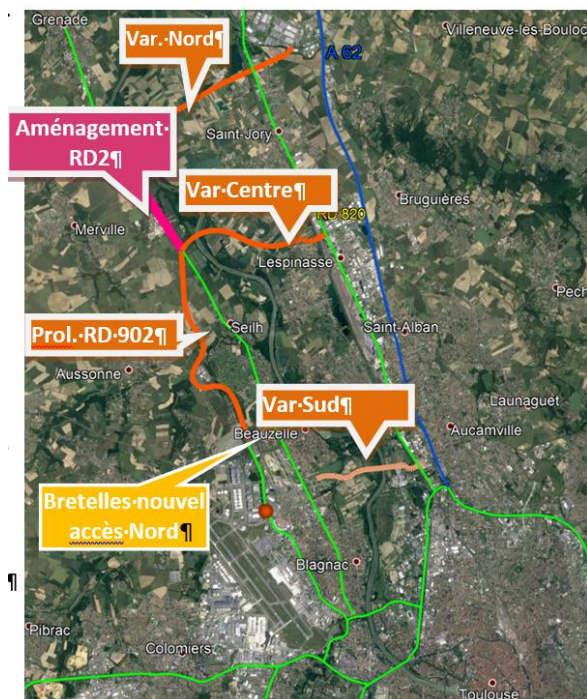 Grenade
Villeneuve-lès-Bouloc
Var.·Nord¶
A 62
Aménagement·
RD2¶
Saint-Jory
Var·Centre¶
Bruguières
RD 820
Merville
Lespinasse
Pech
Prol.·RD·902¶
Seilh
Saint-Alban
Aussonne
Var·Sud¶
Launaguet
Beauzelle
Aucamville
Bretelles·nouvel
accès·Nord¶
¶
Blagnac
Pibrac
Colomiers
Toulouse